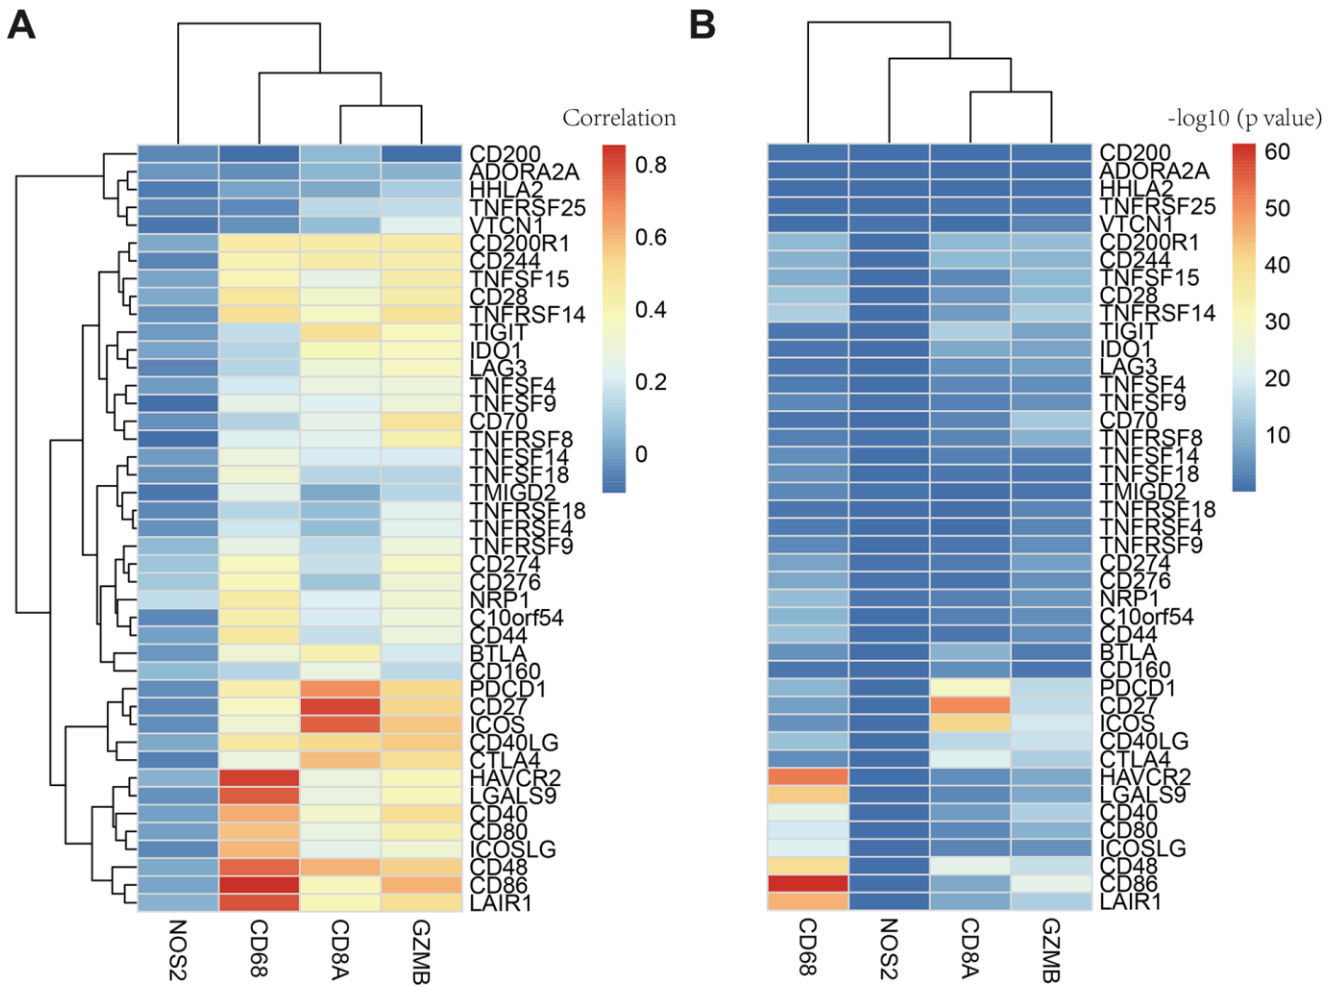 A
Correlation
0.8
0.6
0.4
0.2
0
CD200
ADORA2A
HHLA2
TNFRSF25
VTCN1
CD200R1
CD244
TNFSF15
CD28
TNFRSF14
TIGIT
IDO1
LAG3
TNFSF4
TNFSF9
CD70
TNFRSF8
TNFSF14
TNFSF18
TMIGD2
TNFRSF18
TNFRSF4
TNFRSF9
CD274
CD276
NRP1
C10orf54
CD44
BTLA
CD160
PDCD1
CD27
ICOS
CD40LG
CTLA4
HAVCR2
LGALS9
CD40
CD80
ICOSLG
CD48
CD86
LAIR1
NOS2
CD68
CD8A
GZMB
B
-log10 (p value)
60
50
40
30
20
10
CD200
ADORA2A
HHLA2
TNFRSF25
VTCN1
CD200R1
CD244
TNFSF15
CD28
TNFRSF14
TIGIT
IDO1
LAG3
TNFSF4
TNFSF9
CD70
TNFRSF8
TNFSF14
TNFSF18
TMIGD2
TNFRSF18
TNFRSF4
TNFRSF9
CD274
CD276
NRP1
C10orf54
CD44
BTLA
CD160
PDCD1
CD27
ICOS
CD40LG
CTLA4
HAVCR2
LGALS9
CD40
CD80
ICOSLG
CD48
CD86
LAIR1
CD68
NOS2
CD8A
GZMB